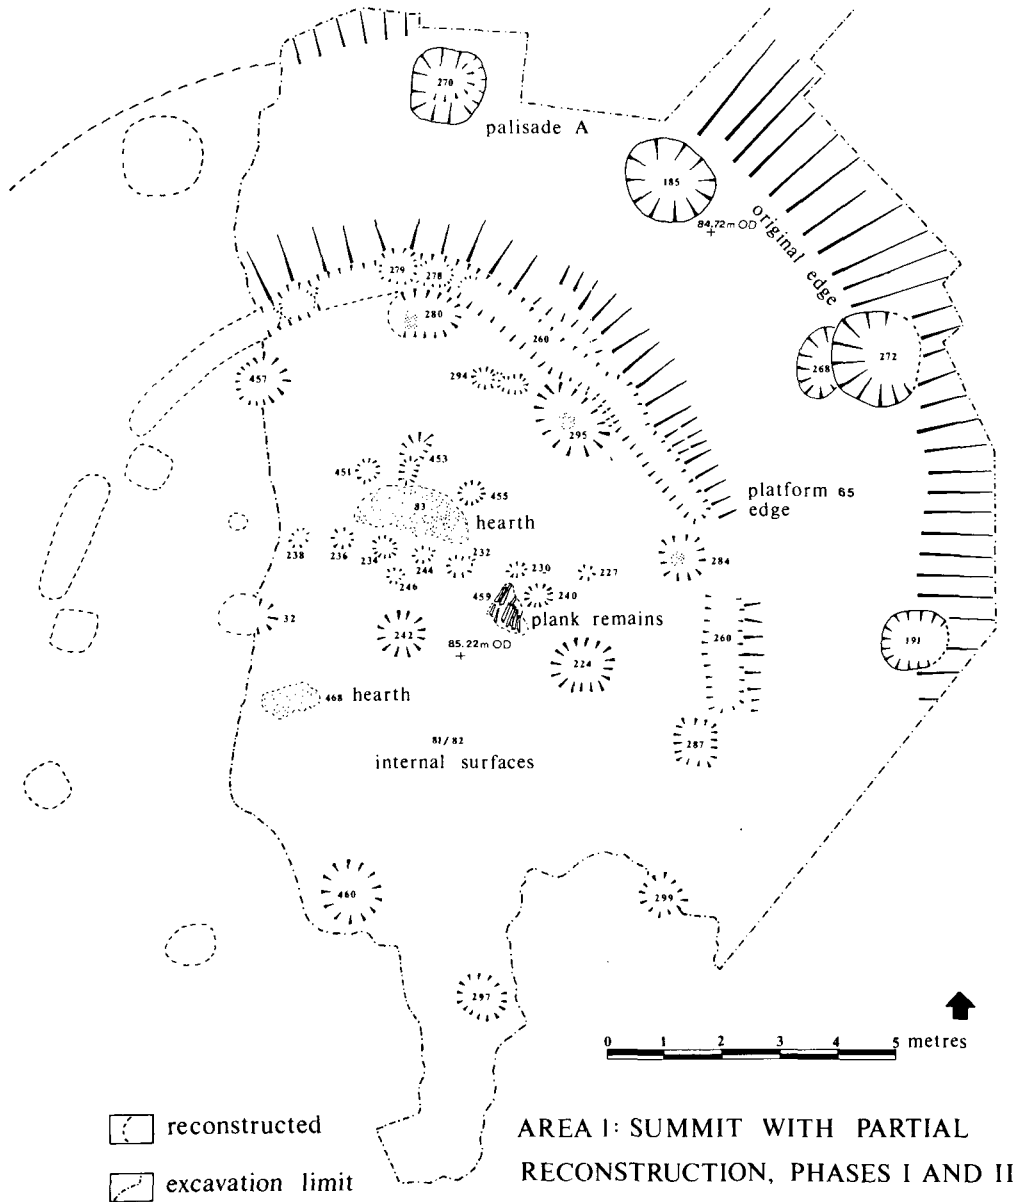 270
palisade A
185
84.72m OD
original edge
279
278
280
260
268
272
457
294
295
451
453
455
83
hearth
platform 65
edge
238
236
234
244
232
246
230
227
284
459
240
plank remains
32
242
85.22m OD
224
260
191
468 hearth
287
81/82
internal surfaces
460
299
297
0 1 2 3 4 5 metres
reconstructed
excavation limit
AREA I: SUMMIT WITH PARTIAL
RECONSTRUCTION, PHASES I AND II